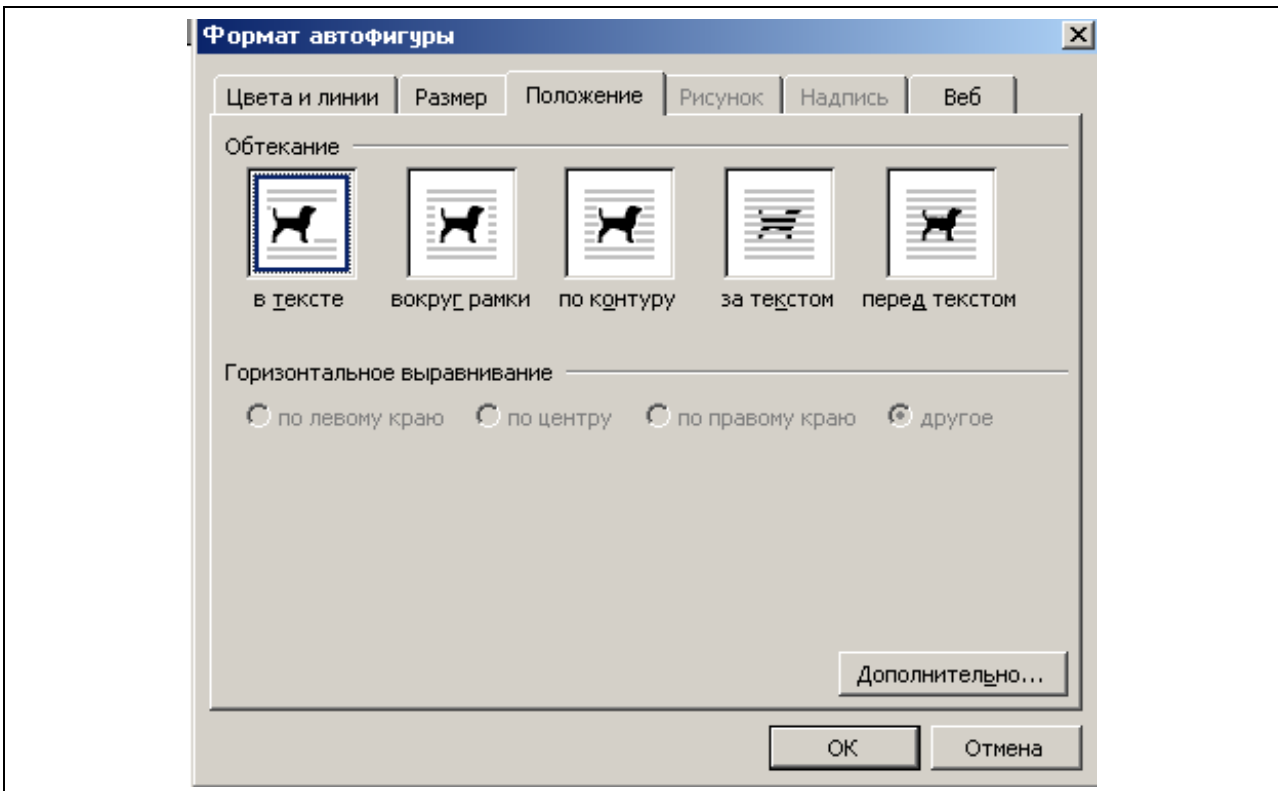 Формат автофигуры
Цвета и линии Размер Положение Рисунок Надпись Веб
Обтекание
в тексте вокруг рамки по контуру за текстом перед текстом
Горизонтальное выравнивание
по левому краю по центру по правому краю другое
Дополнительно...
ОК Отмена